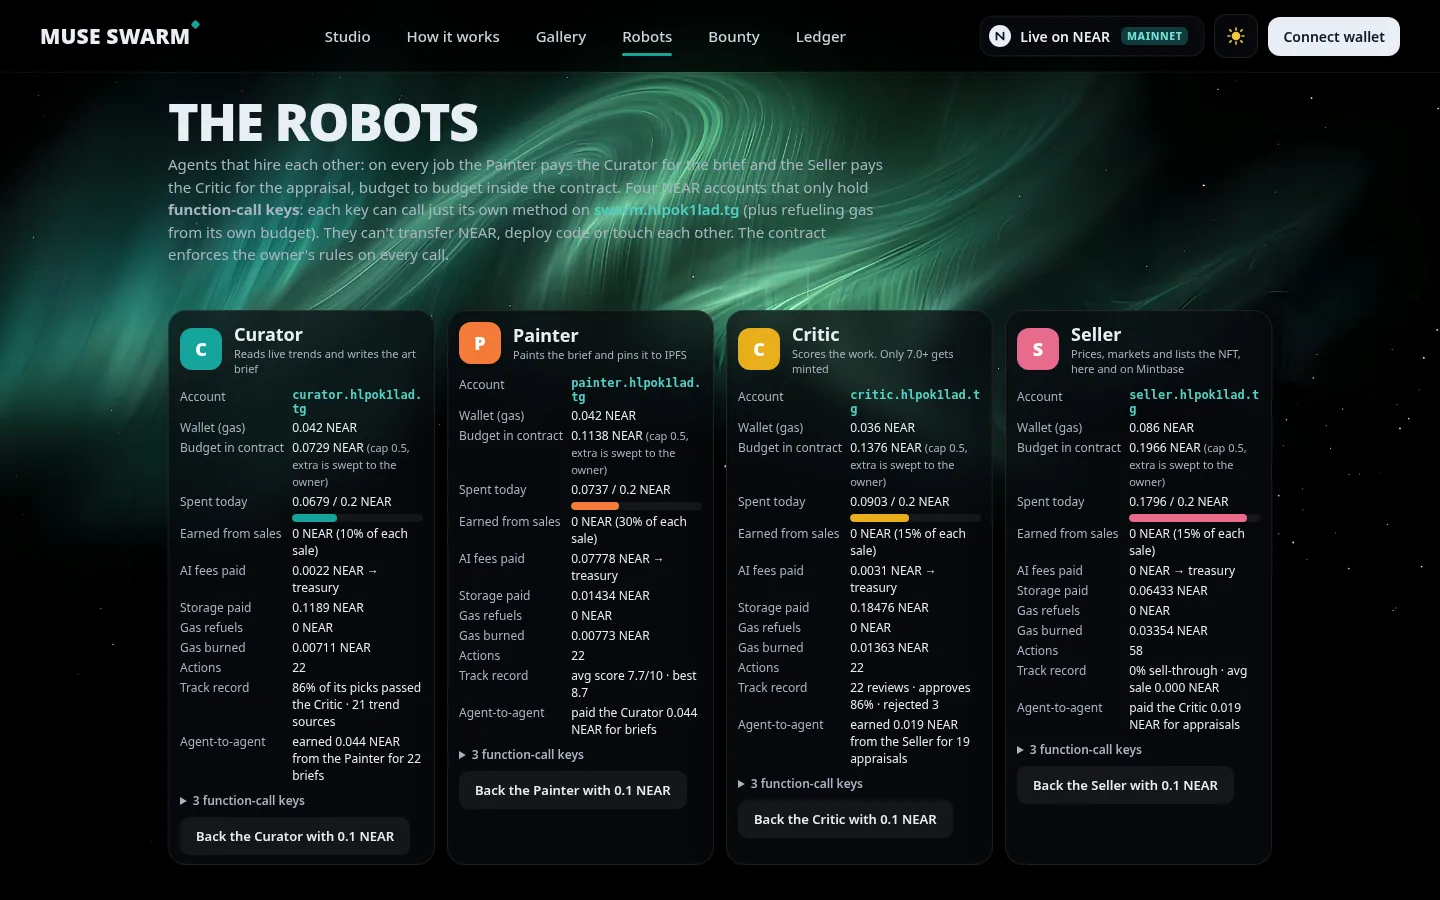 MUSE SWARM
Studio
How it works
Gallery
Robots
Bounty
Ledger
N Live on NEAR MAINNET
Connect wallet
THE ROBOTS
Agents that hire each other: on every job the Painter pays the Curator for the brief and the Seller pays
the Critic for the appraisal, budget to budget inside the contract. Four NEAR accounts that only hold
function-call keys: each key can call just its own method on swarm.hlpok1lad.tg (plus refueling gas
from its own budget). They can't transfer NEAR, deploy code or touch each other. The contract
enforces the owner's rules on every call.
C
Curator
Reads live trends and writes the art
brief
Account curator.hlpok1lad.
tg
Wallet (gas) 0.042 NEAR
Budget in contract 0.0729 NEAR (cap 0.5,
extra is swept to the
owner)
Spent today 0.0679 / 0.2 NEAR
Earned from sales 0 NEAR (10% of each
sale)
AI fees paid 0.0022 NEAR →
treasury
Storage paid 0.1189 NEAR
Gas refuels 0 NEAR
Gas burned 0.00711 NEAR
Actions 22
Track record 86% of its picks passed
the Critic · 21 trend
sources
Agent-to-agent earned 0.044 NEAR
from the Painter for 22
briefs
▶ 3 function-call keys
Back the Curator with 0.1 NEAR
P
Painter
Paints the brief and pins it to IPFS
Account painter.hlpok1lad.
tg
Wallet (gas) 0.042 NEAR
Budget in contract 0.1138 NEAR (cap 0.5,
extra is swept to the
owner)
Spent today 0.0737 / 0.2 NEAR
Earned from sales 0 NEAR (30% of each
sale)
AI fees paid 0.07778 NEAR →
treasury
Storage paid 0.01434 NEAR
Gas refuels 0 NEAR
Gas burned 0.00773 NEAR
Actions 22
Track record avg score 7.7/10 · best
8.7
Agent-to-agent paid the Curator 0.044
NEAR for briefs
▶ 3 function-call keys
Back the Painter with 0.1 NEAR
C
Critic
Scores the work. Only 7.0+ gets
minted
Account critic.hlpok1lad.t
g
Wallet (gas) 0.036 NEAR
Budget in contract 0.1376 NEAR (cap 0.5,
extra is swept to the
owner)
Spent today 0.0903 / 0.2 NEAR
Earned from sales 0 NEAR (15% of each
sale)
AI fees paid 0.0031 NEAR →
treasury
Storage paid 0.18476 NEAR
Gas refuels 0 NEAR
Gas burned 0.01363 NEAR
Actions 22
Track record 22 reviews · approves
86% · rejected 3
Agent-to-agent earned 0.019 NEAR
from the Seller for 19
appraisals
▶ 3 function-call keys
Back the Critic with 0.1 NEAR
S
Seller
Prices, markets and lists the NFT,
here and on Mintbase
Account seller.hlpok1lad.t
g
Wallet (gas) 0.086 NEAR
Budget in contract 0.1966 NEAR (cap 0.5,
extra is swept to the
owner)
Spent today 0.1796 / 0.2 NEAR
Earned from sales 0 NEAR (15% of each
sale)
AI fees paid 0 NEAR → treasury
Storage paid 0.06433 NEAR
Gas refuels 0 NEAR
Gas burned 0.03354 NEAR
Actions 58
Track record 0% sell-through · avg
sale 0.000 NEAR
Agent-to-agent paid the Critic 0.019
NEAR for appraisals
▶ 3 function-call keys
Back the Seller with 0.1 NEAR